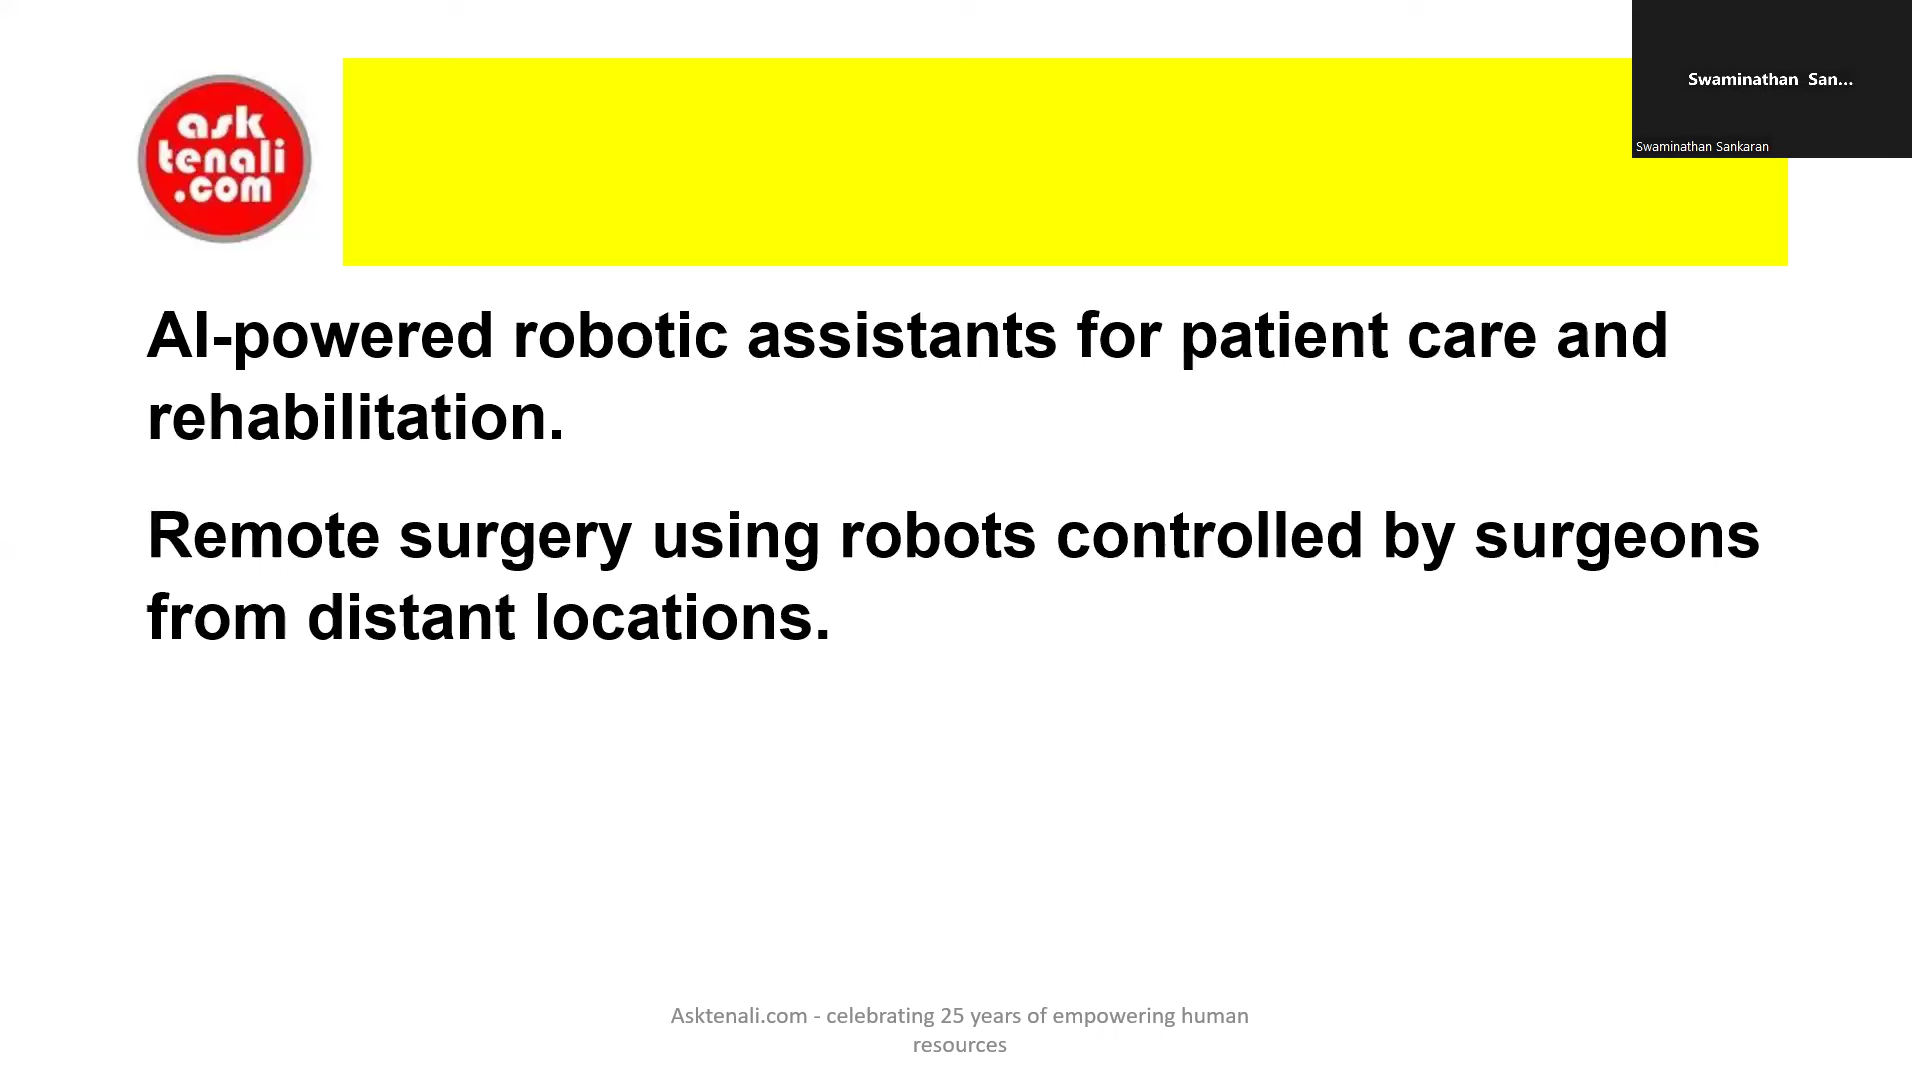 ask
tenali
.com
Swaminathan San...
Swaminathan Sankaran
AI-powered robotic assistants for patient care and
rehabilitation.
Remote surgery using robots controlled by surgeons
from distant locations.
Asktenali.com - celebrating 25 years of empowering human
resources